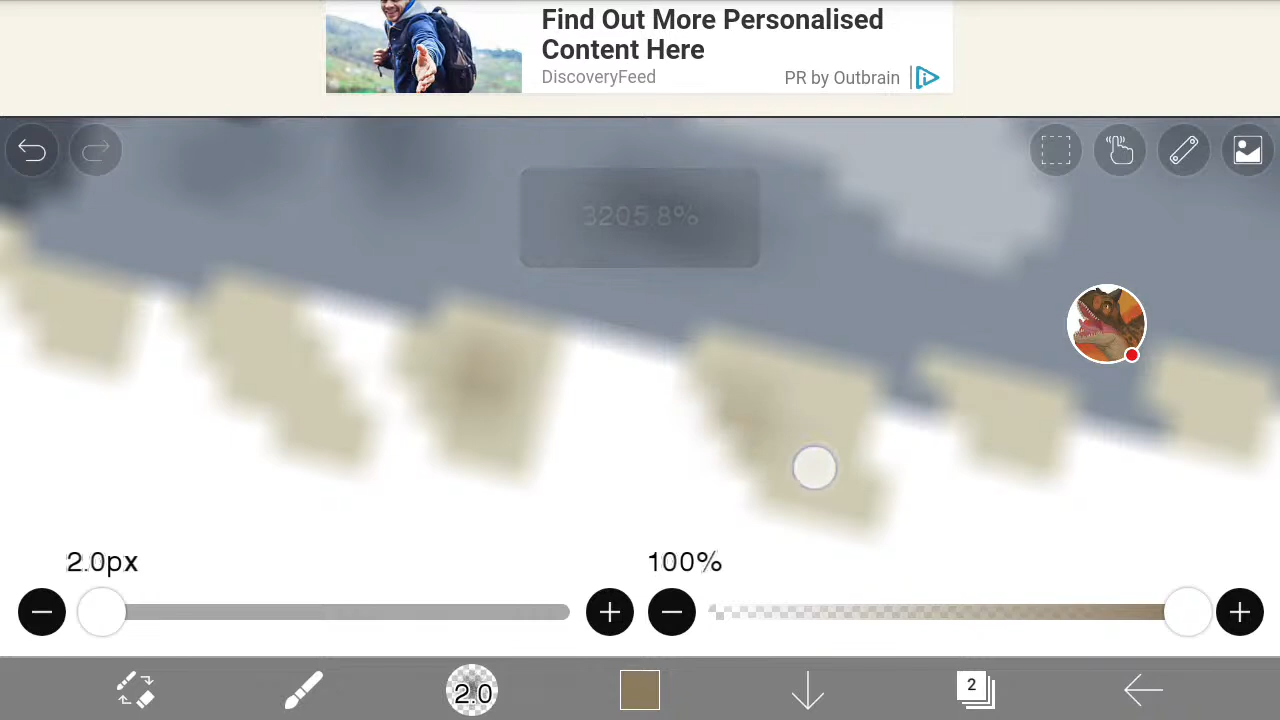 Find Out More Personalised
Content Here
DiscoveryFeed
PR by Outbrain
3205.8%
2.0px
100%
2.0
2